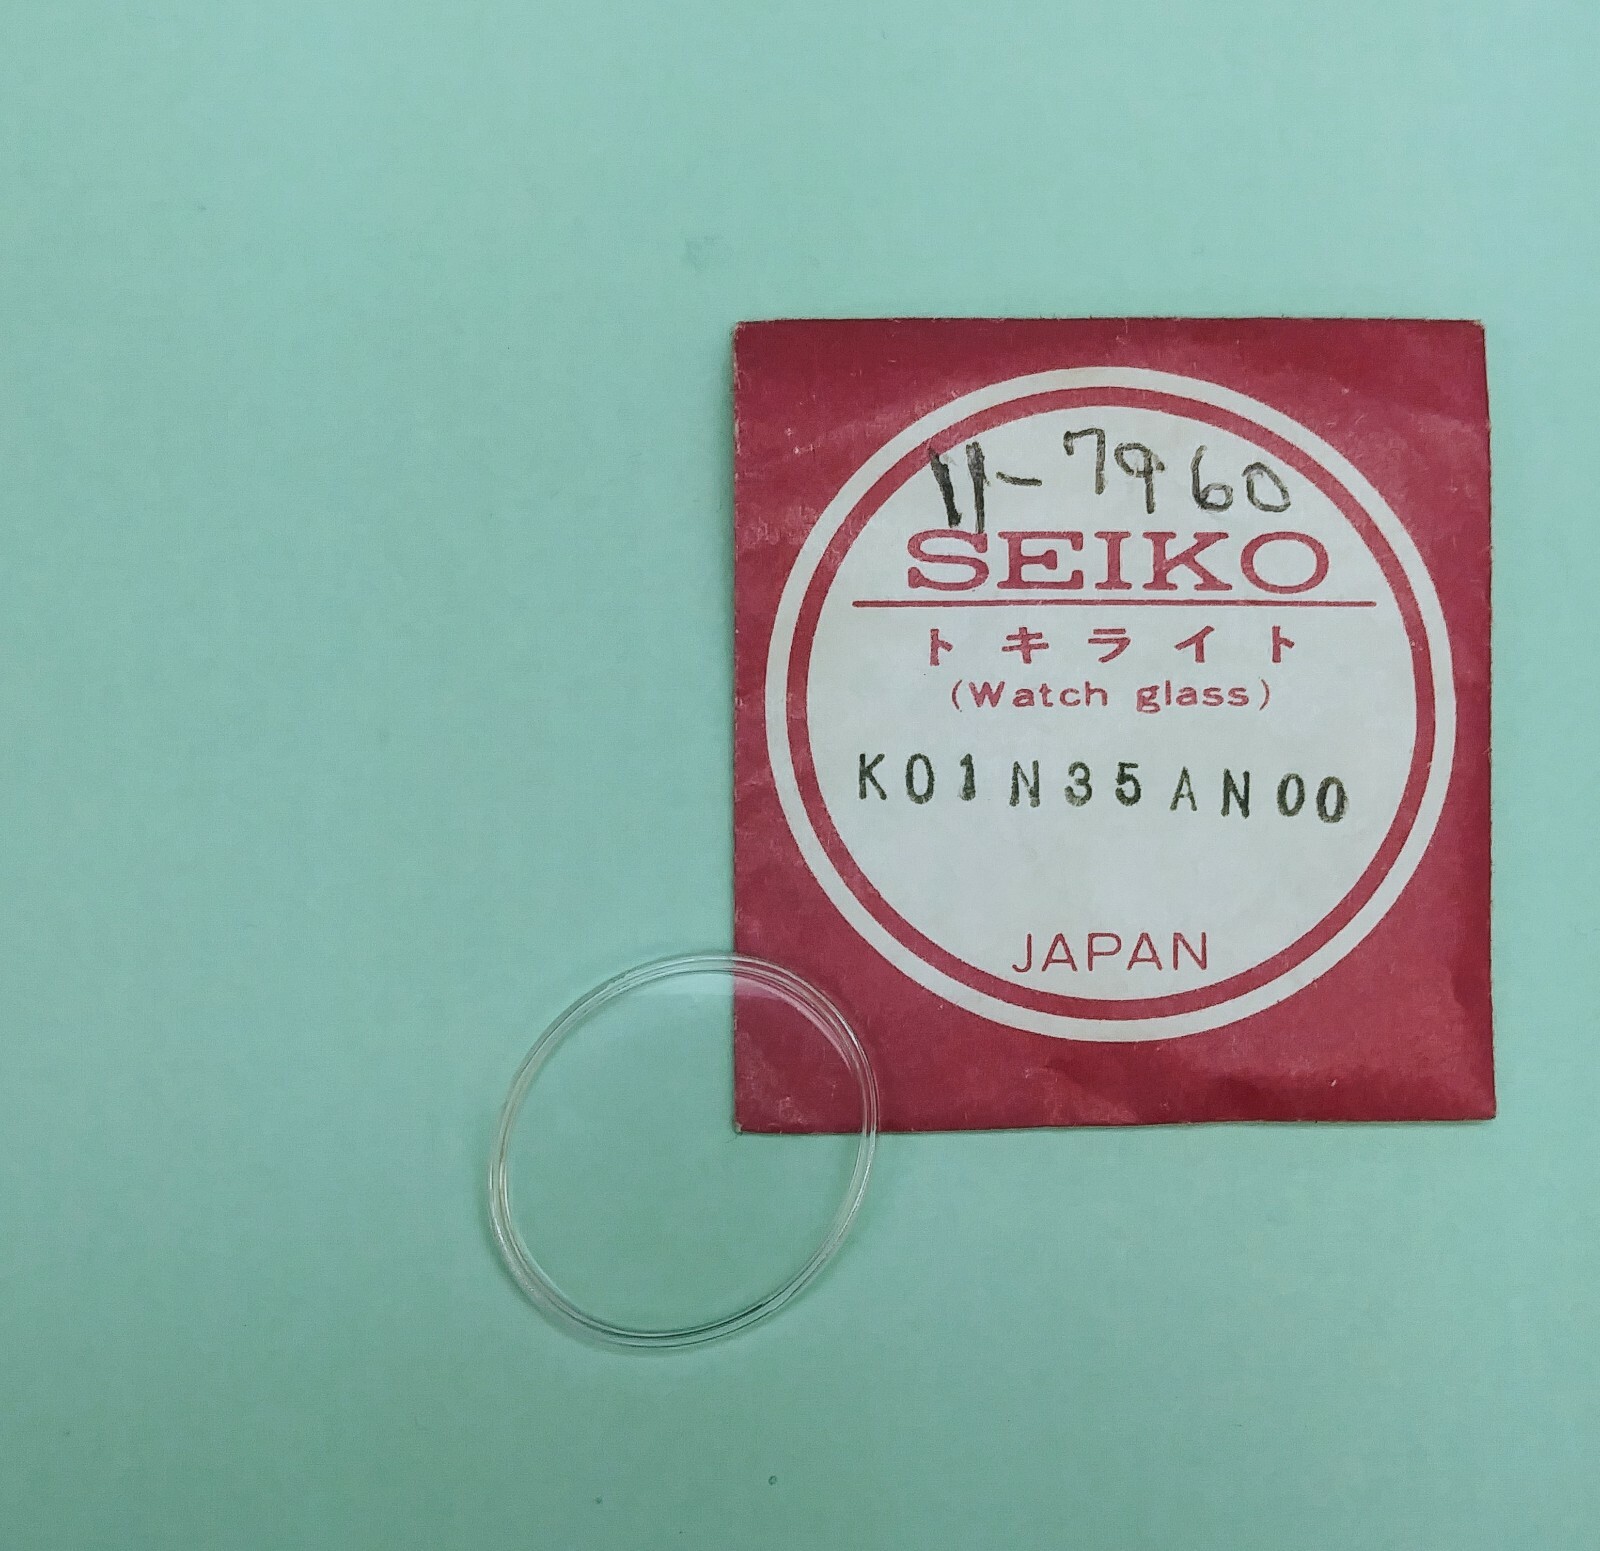 11-7960
SEIKO
トキライト
(Watch glass)
K01N35AN00
JAPAN